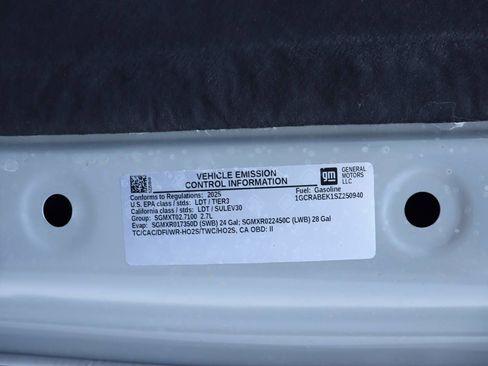 VEHICLE EMISSION
CONTROL INFORMATION
gm
GENERAL
MOTORS
LLC
Conforms to Regulations: 2025
Fuel: Gasoline
U.S. EPA class / stds: LDT / TIER3
1GCRABEK1SZ250940
California class / stds: LDT / SULEV30
Group: SGMXT02.7100 2.7L
Evap: SGMXR017350D (SWB) 24 Gal; SGMXR022450C (LWB) 28 Gal
TC/CAC/DFI/WR-HO2S/TWC/HO2S, CA OBD: II